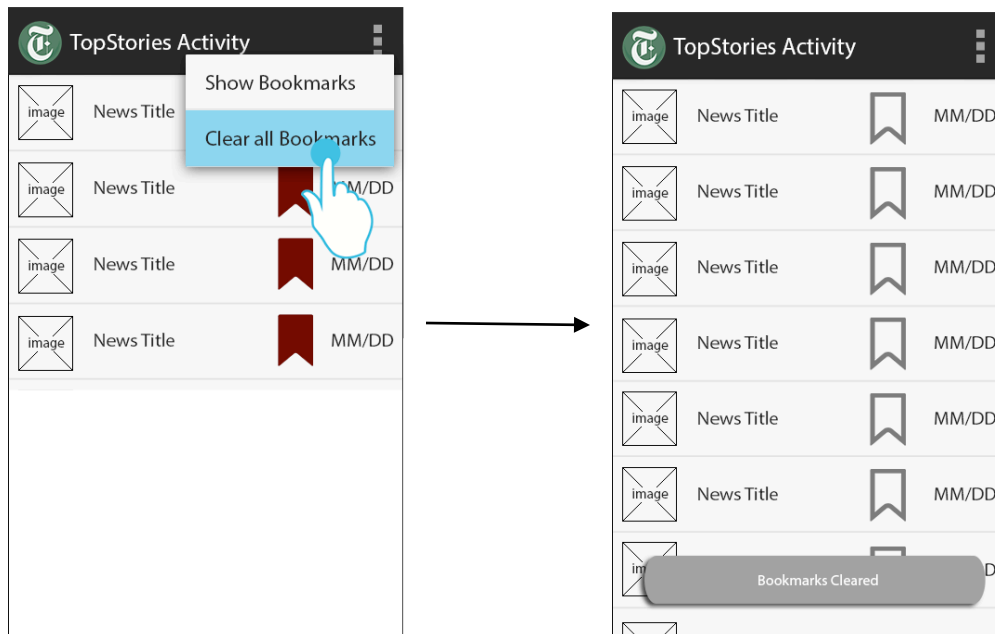 TopStories Activity
Show Bookmarks
Clear all Bookmarks
image
News Title
image
News Title
MM/DD
image
News Title
MM/DD
image
News Title
MM/DD
TopStories Activity
image
News Title
MM/DD
image
News Title
MM/DD
image
News Title
MM/DD
image
News Title
MM/DD
image
News Title
MM/DD
image
News Title
MM/DD
Bookmarks Cleared